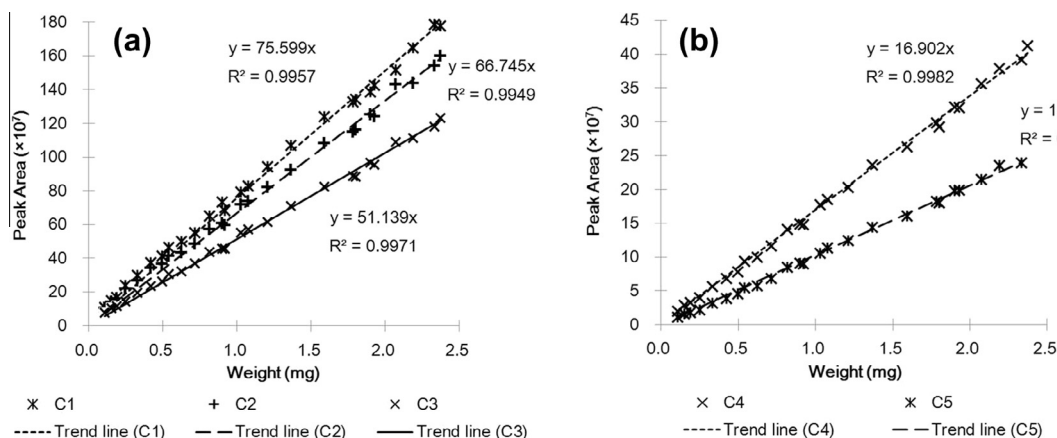 (a)
180
160
140
120
100
80
60
40
20
0
Peak Area (×10⁷)
y = 75.599x
R² = 0.9957
y = 66.745x
R² = 0.9949
y = 51.139x
R² = 0.9971
0.0 0.5 1.0 1.5 2.0 2.5
Weight (mg)
C1 C2 C3
Trend line (C1) Trend line (C2) Trend line (C3)
(b)
45
40
35
30
25
20
15
10
5
0
Peak Area (×10⁷)
y = 16.902x
R² = 0.9982
y = 1
R² =
0.0 0.5 1.0 1.5 2.0 2.5
Weight (mg)
C4 C5
Trend line (C4) Trend line (C5)